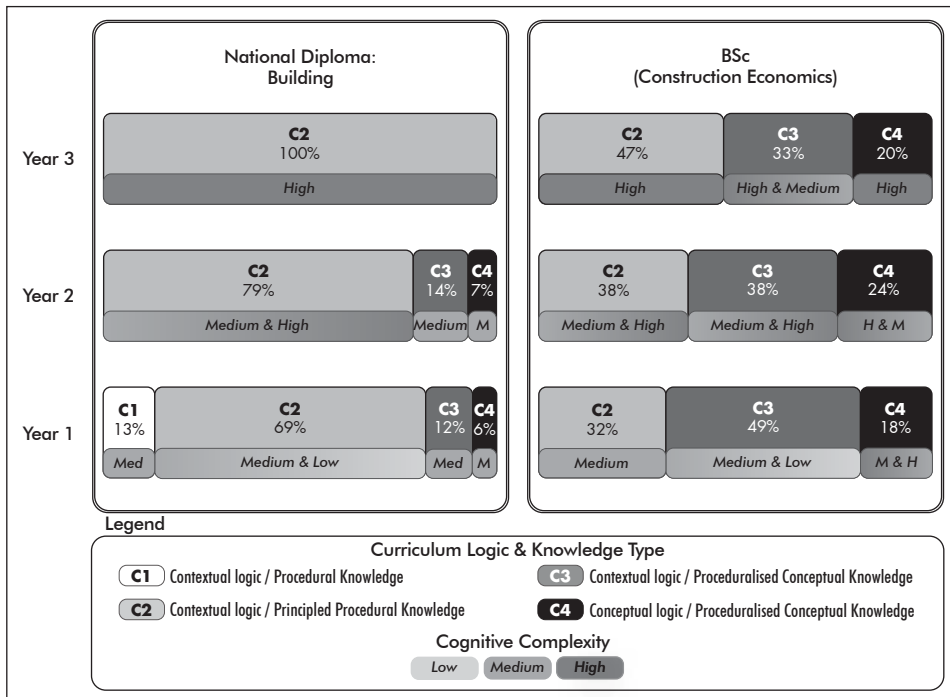 National Diploma:
Building
BSc
(Construction Economics)
Year 3
C2
100%
High
C2
47%
High
C3
33%
High & Medium
C4
20%
High
Year 2
C2
79%
Medium & High
C3
14%
Medium
C4
7%
M
C2
38%
Medium & High
C3
38%
Medium & High
C4
24%
H & M
Year 1
C1
13%
Med
C2
69%
Medium & Low
C3
12%
Med
C4
6%
M
C2
32%
Medium
C3
49%
Medium & Low
C4
18%
M & H
Legend
Curriculum Logic & Knowledge Type
C1 Contextual logic / Procedural Knowledge
C3 Contextual logic / Proceduralised Conceptual Knowledge
C2 Contextual logic / Principled Procedural Knowledge
C4 Conceptual logic / Proceduralised Conceptual Knowledge
Cognitive Complexity
Low Medium High